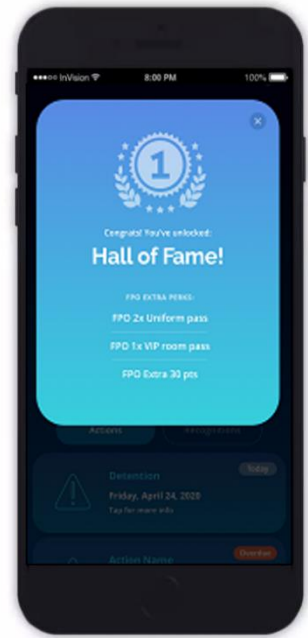 InVision 8:00 PM 100%
1
Congrats! You've unlocked:
Hall of Fame!
FPO EXTRA PERKS:
FPO 2x Uniform pass
FPO 1x VIP room pass
FPO Extra 30 pts
Actions Recognitions
Detention Today
Friday, April 24, 2020
Tap for more info
Action Name Overdue